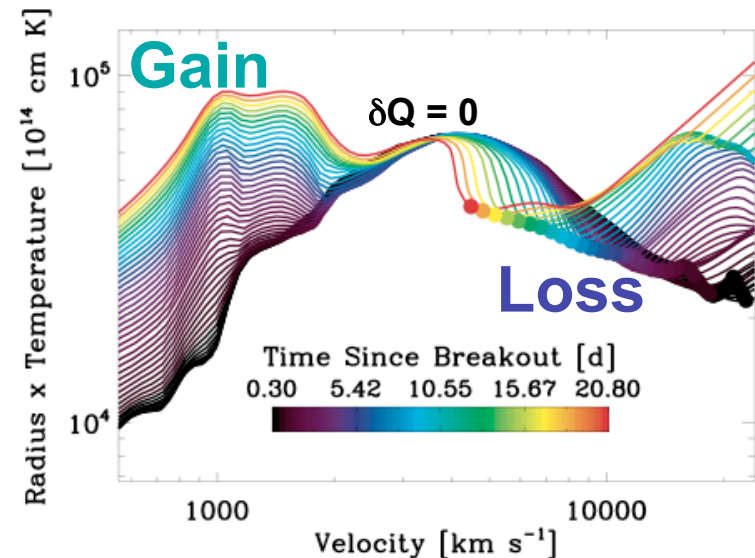 Gain
δQ = 0
Loss
Radius x Temperature [10¹⁴ cm K]
10⁵
10⁴
Time Since Breakout [d]
0.30 5.42 10.55 15.67 20.80
1000 10000
Velocity [km s⁻¹]